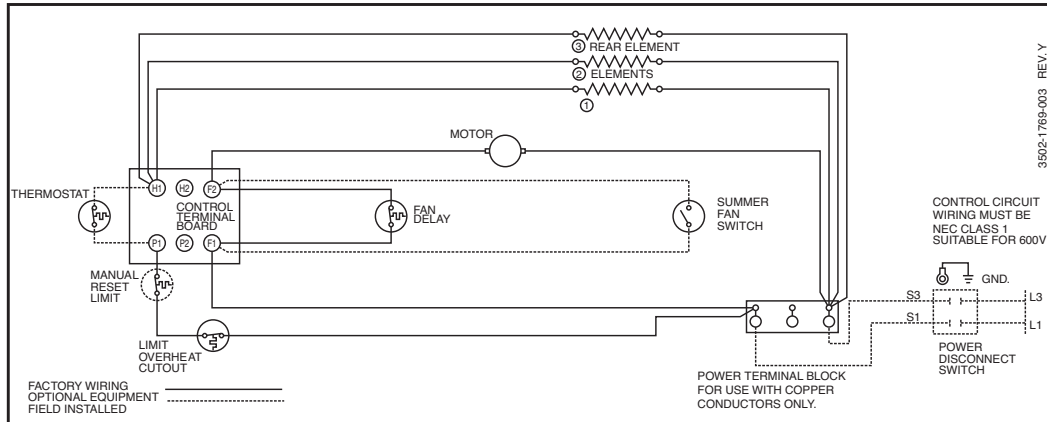 ③ REAR ELEMENT
② ELEMENTS
①
MOTOR
3502-1769-003 REV. Y
THERMOSTAT
H1 H2 F2
CONTROL
TERMINAL
BOARD
P1 P2 F1
FAN
DELAY
SUMMER
FAN
SWITCH
CONTROL CIRCUIT
WIRING MUST BE
NEC CLASS 1
SUITABLE FOR 600V
MANUAL
RESET
LIMIT
GND.
S3
L3
S1
L1
LIMIT
OVERHEAT
CUTOUT
POWER
DISCONNECT
SWITCH
POWER TERMINAL BLOCK
FOR USE WITH COPPER
CONDUCTORS ONLY.
FACTORY WIRING
OPTIONAL EQUIPMENT
FIELD INSTALLED